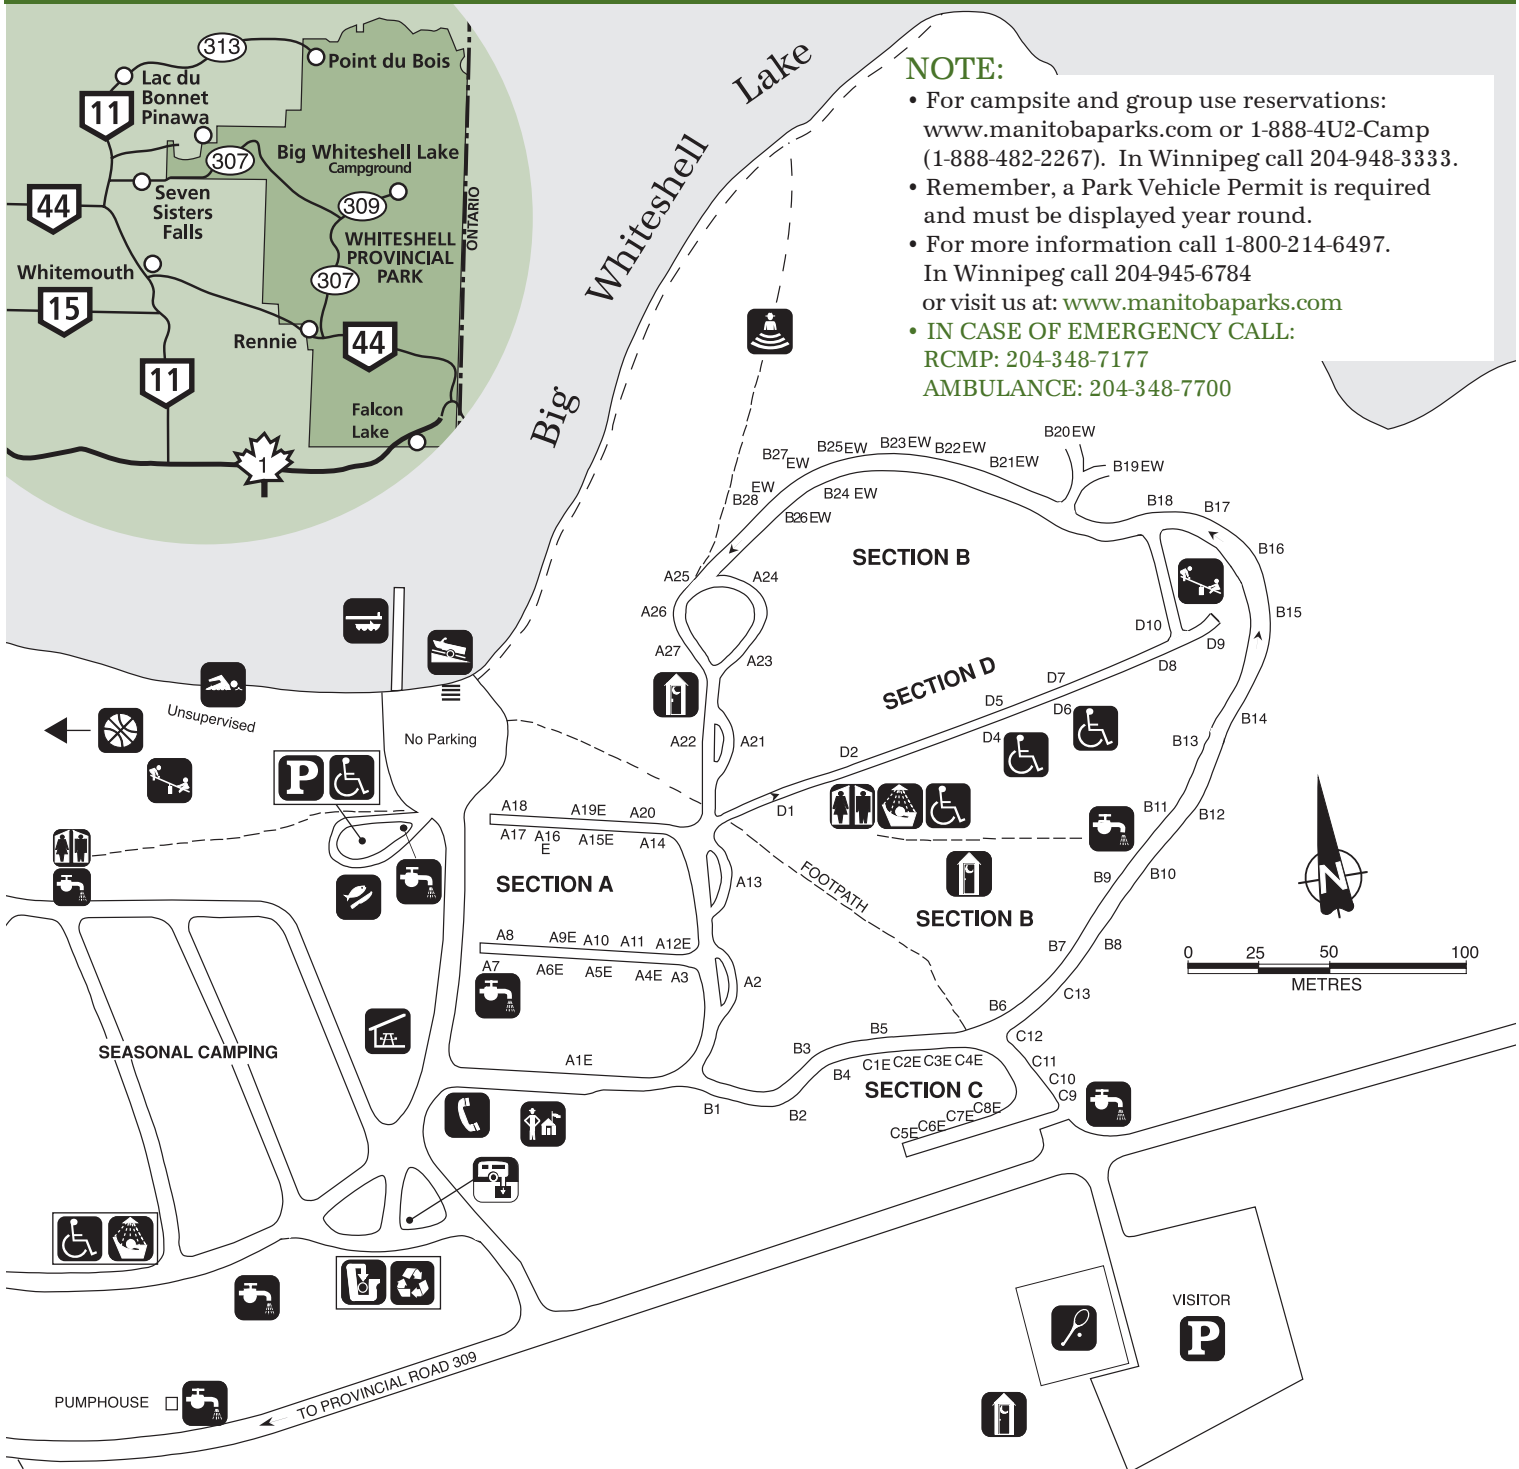 313
Point du Bois
Lac du
Bonnet
Pinawa
11
307
Big Whiteshell Lake
Campground
44
Seven
Sisters
Falls
309
ONTARIO
WHITESHELL
PROVINCIAL
PARK
Whitemouth
307
15
Rennie
44
11
Falcon
Lake
1
Big Whiteshell Lake
NOTE:
• For campsite and group use reservations:
www.manitobaparks.com or 1-888-4U2-Camp
(1-888-482-2267). In Winnipeg call 204-948-3333.
• Remember, a Park Vehicle Permit is required
and must be displayed year round.
• For more information call 1-800-214-6497.
In Winnipeg call 204-945-6784
or visit us at: www.manitobaparks.com
• IN CASE OF EMERGENCY CALL:
RCMP: 204-348-7177
AMBULANCE: 204-348-7700
B20 EW
B25 EW
B23 EW
B22 EW
B27
EW
B21 EW
B19 EW
EW
B28
B24 EW
B26 EW
B18
B17
B16
SECTION B
A25
A24
A26
B15
D10
D9
A27
A23
D8
SECTION D
D7
D5
D6
B14
Unsupervised
No Parking
A22
A21
D4
B13
D2
P
A18
A19E
A20
D1
B11
B12
A17
A16
E
A15E
A14
FOOTPATH
B10
B9
SECTION A
A13
SECTION B
N
A8
A9E
A10
A11
A12E
B7
B8
0 25 50 100
METRES
A7
A6E
A5E
A4E
A3
A2
C13
B6
B5
C12
SEASONAL CAMPING
B3
A1E
B4
C1E
C2E
C3E
C4E
C11
C10
C9
SECTION C
B1
B2
C8E
C7E
C6E
C5E
VISITOR
P
TO PROVINCIAL ROAD 309
PUMPHOUSE